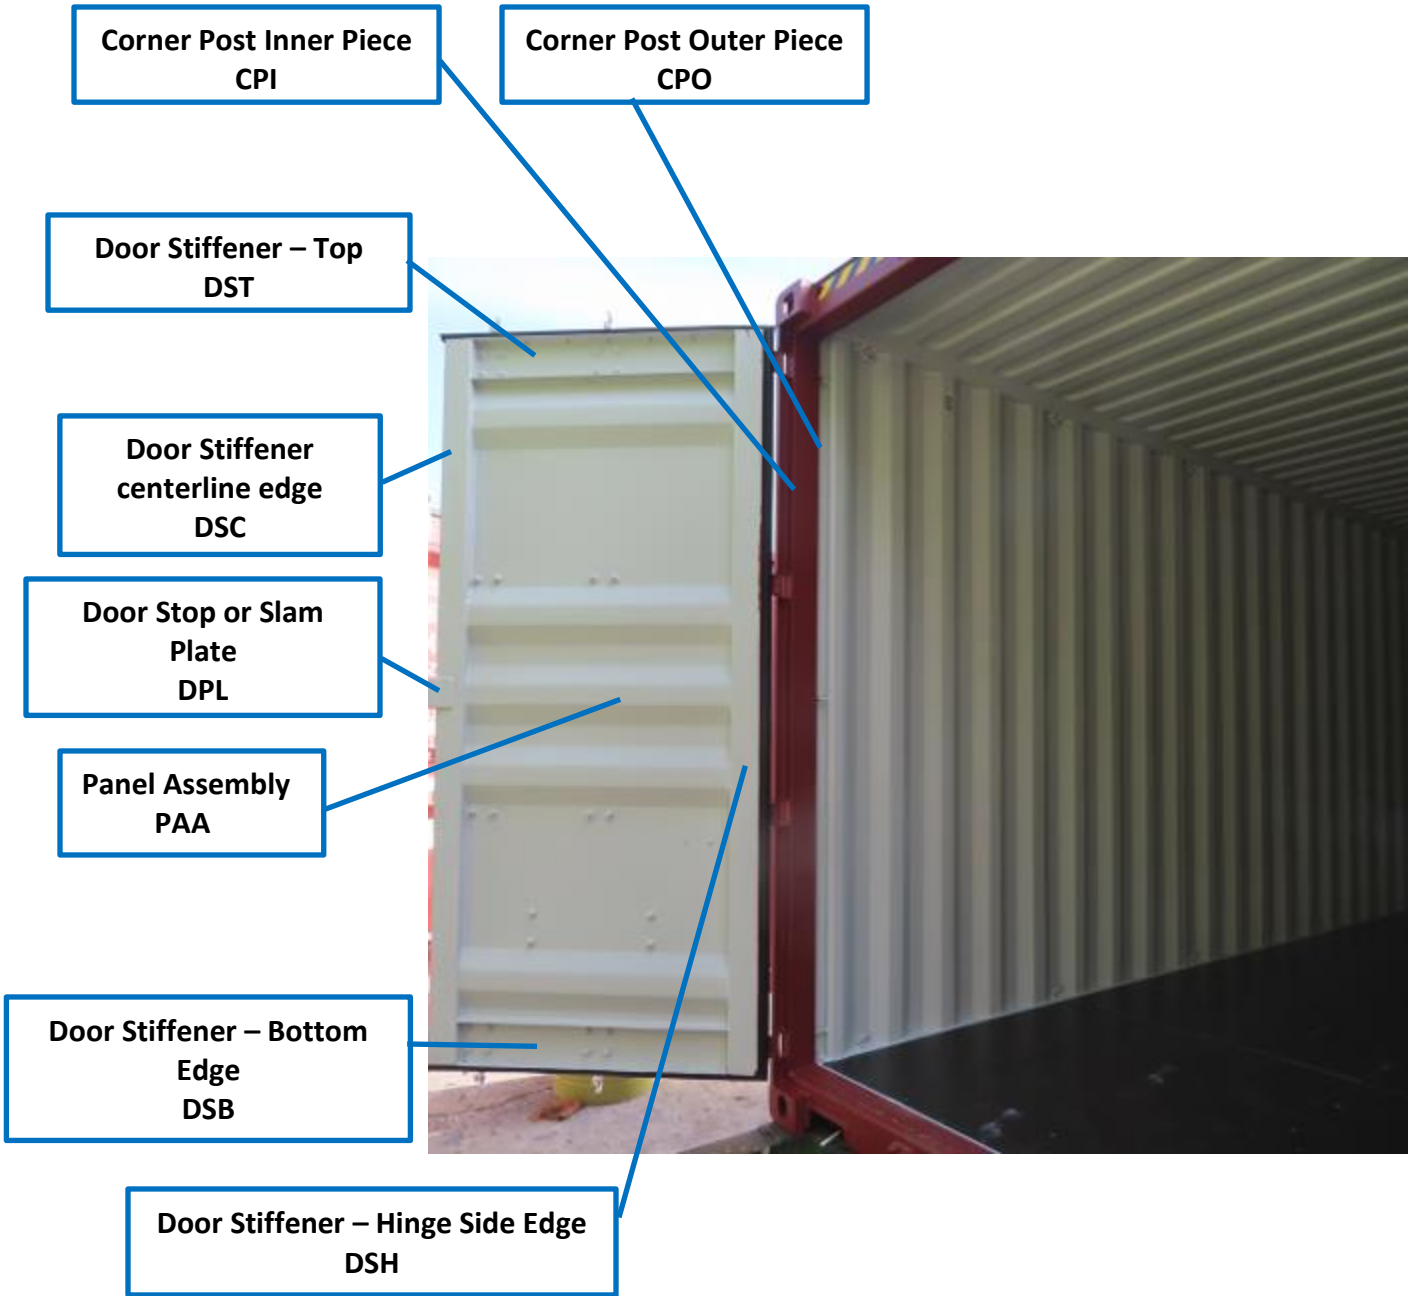 Corner Post Inner Piece
CPI
Corner Post Outer Piece
CPO
Door Stiffener – Top
DST
Door Stiffener
centerline edge
DSC
Door Stop or Slam
Plate
DPL
Panel Assembly
PAA
Door Stiffener – Bottom
Edge
DSB
Door Stiffener – Hinge Side Edge
DSH